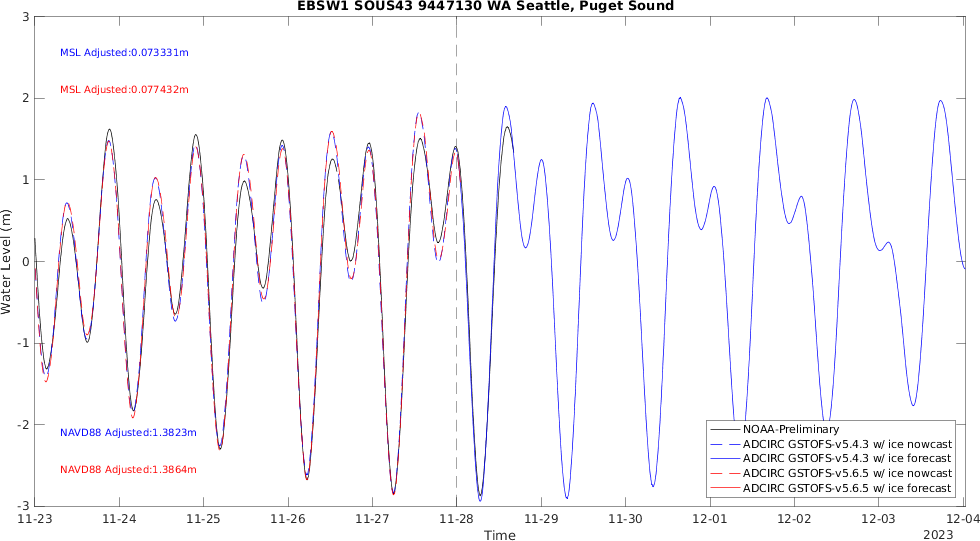 EBSW1 SOUS43 9447130 WA Seattle, Puget Sound
3
2
1
0
-1
-2
-3
Water Level (m)
MSL Adjusted:0.073331m
MSL Adjusted:0.077432m
NAVD88 Adjusted:1.3823m
NAVD88 Adjusted:1.3864m
NOAA-Preliminary
ADCIRC GSTOFS-v5.4.3 w/ ice nowcast
ADCIRC GSTOFS-v5.4.3 w/ ice forecast
ADCIRC GSTOFS-v5.6.5 w/ ice nowcast
ADCIRC GSTOFS-v5.6.5 w/ ice forecast
11-23 11-24 11-25 11-26 11-27 11-28 11-29 11-30 12-01 12-02 12-03 12-04
Time
2023